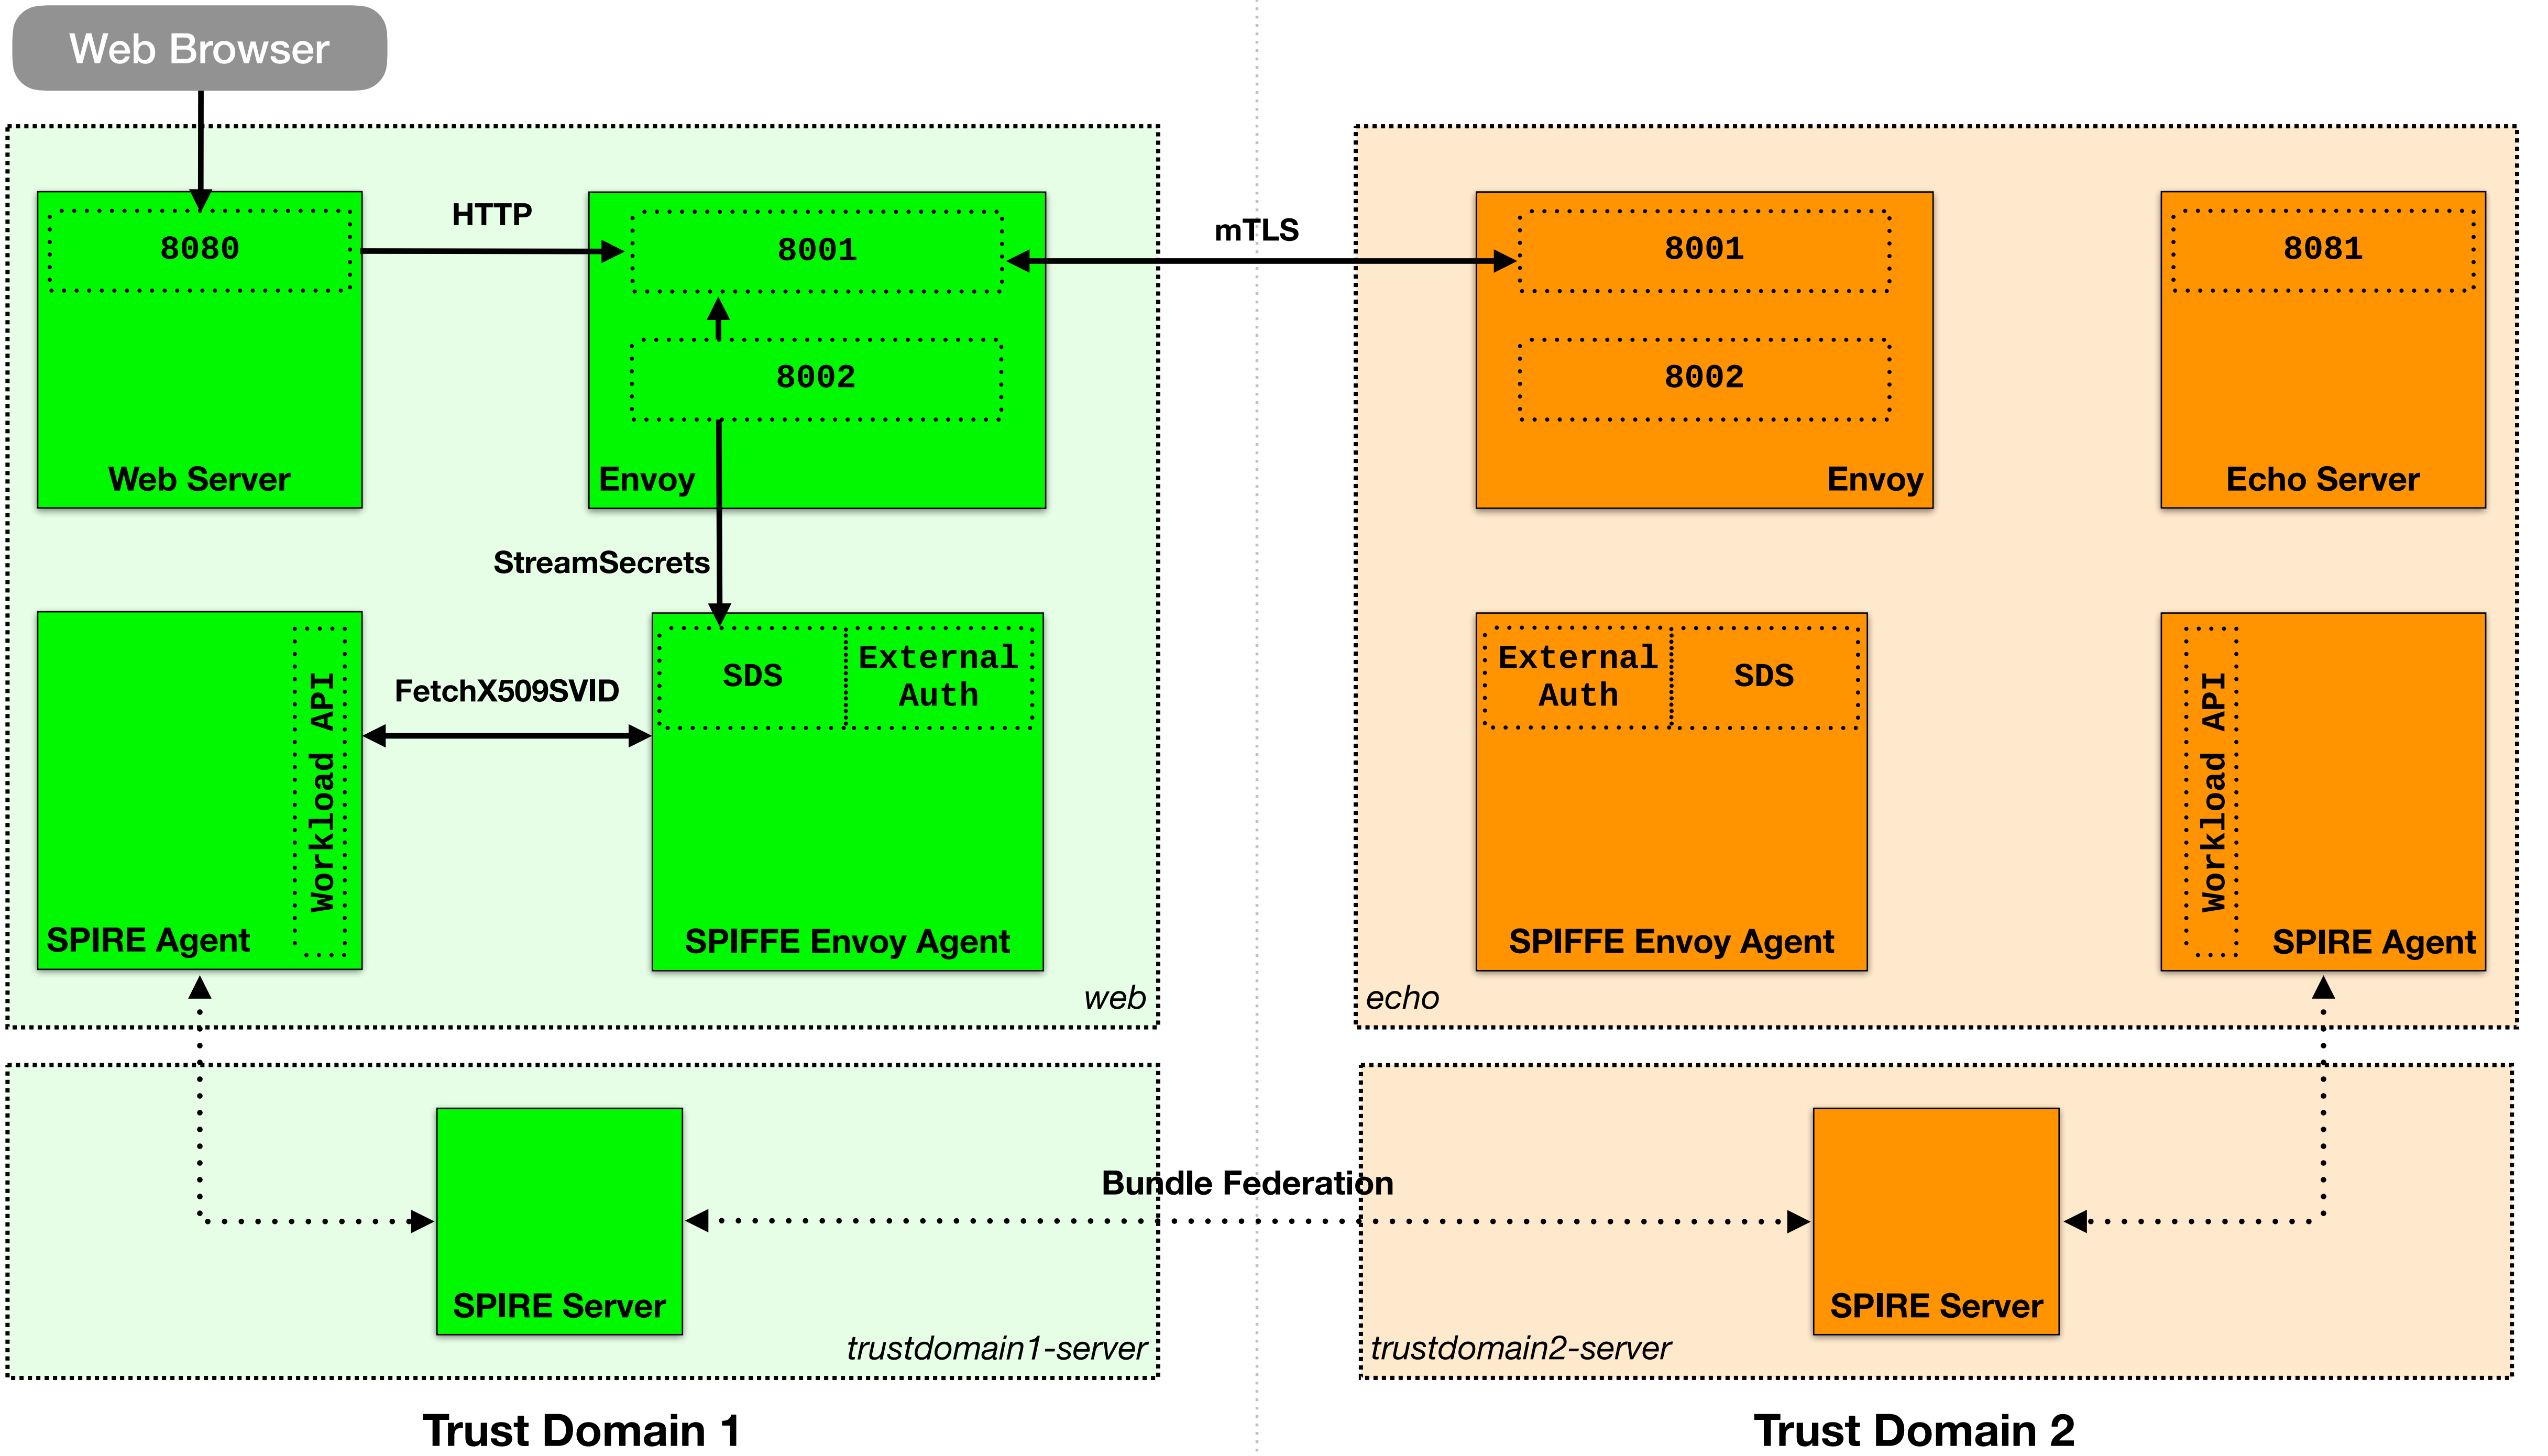 Web Browser
HTTP
mTLS
8080
8001
8001
8081
8002
8002
Web Server
Envoy
Envoy
Echo Server
StreamSecrets
FetchX509SVID
Workload API
SDS
External
Auth
External
Auth
SDS
Workload API
SPIRE Agent
SPIFFE Envoy Agent
SPIFFE Envoy Agent
SPIRE Agent
web
echo
Bundle Federation
SPIRE Server
SPIRE Server
trustdomain1-server
trustdomain2-server
Trust Domain 1
Trust Domain 2